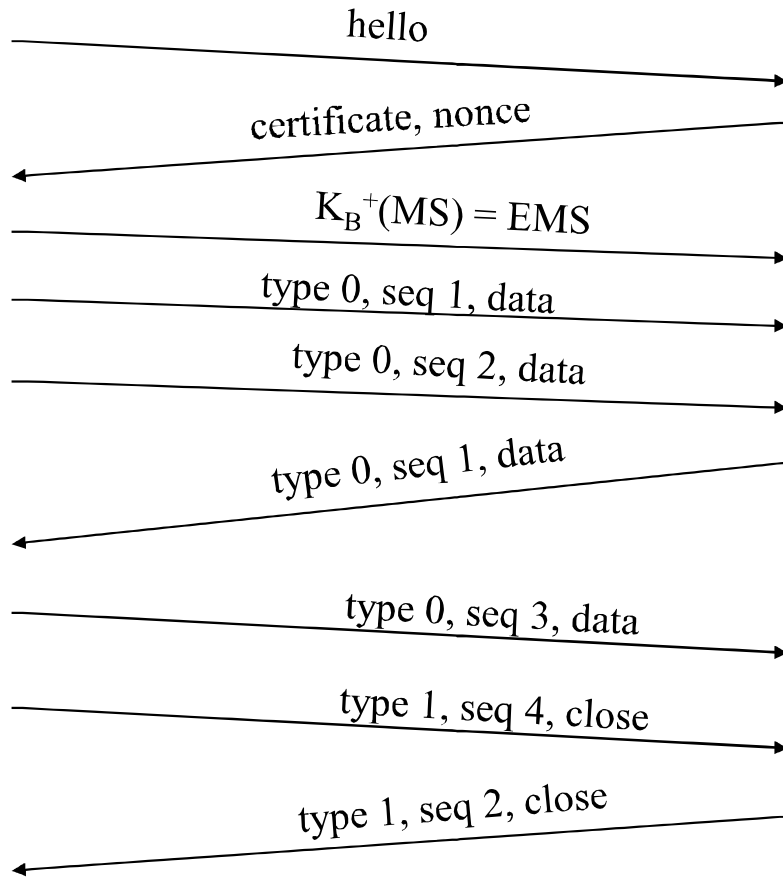 hello
certificate, nonce
K_B⁺(MS) = EMS
type 0, seq 1, data
type 0, seq 2, data
type 0, seq 1, data
type 0, seq 3, data
type 1, seq 4, close
type 1, seq 2, close